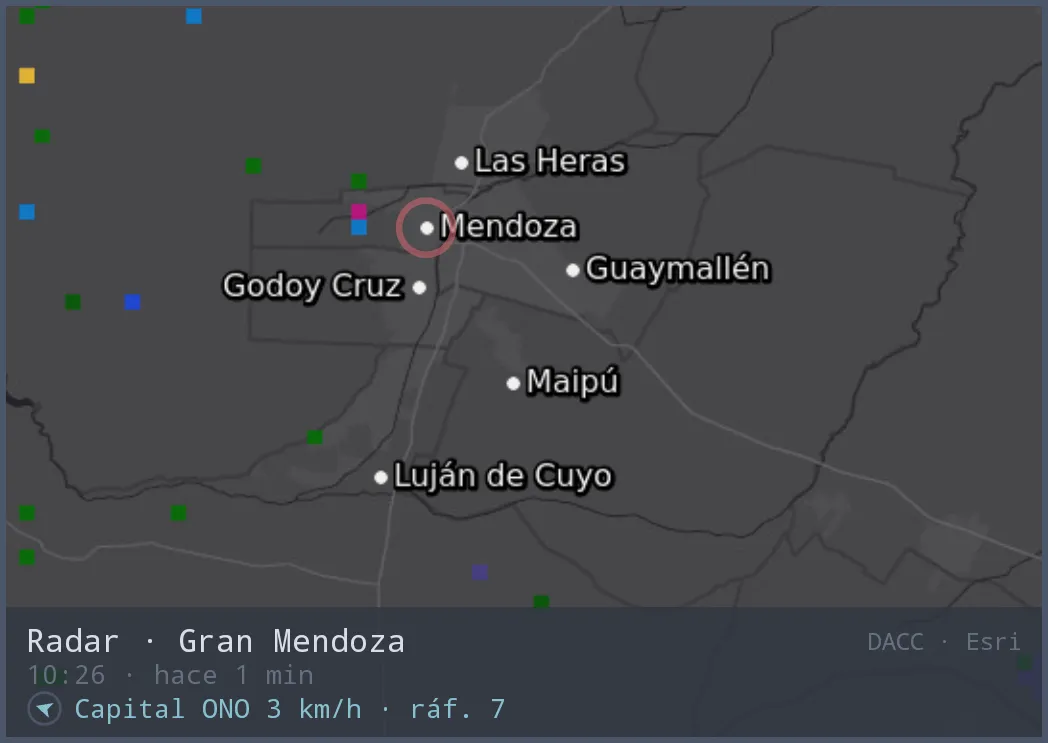 Las Heras
Mendoza
Guaymallén
Godoy Cruz
Maipú
Luján de Cuyo
Radar · Gran Mendoza
DACC · Esri
10:26 · hace 1 min
Capital ONO 3 km/h · ráf. 7